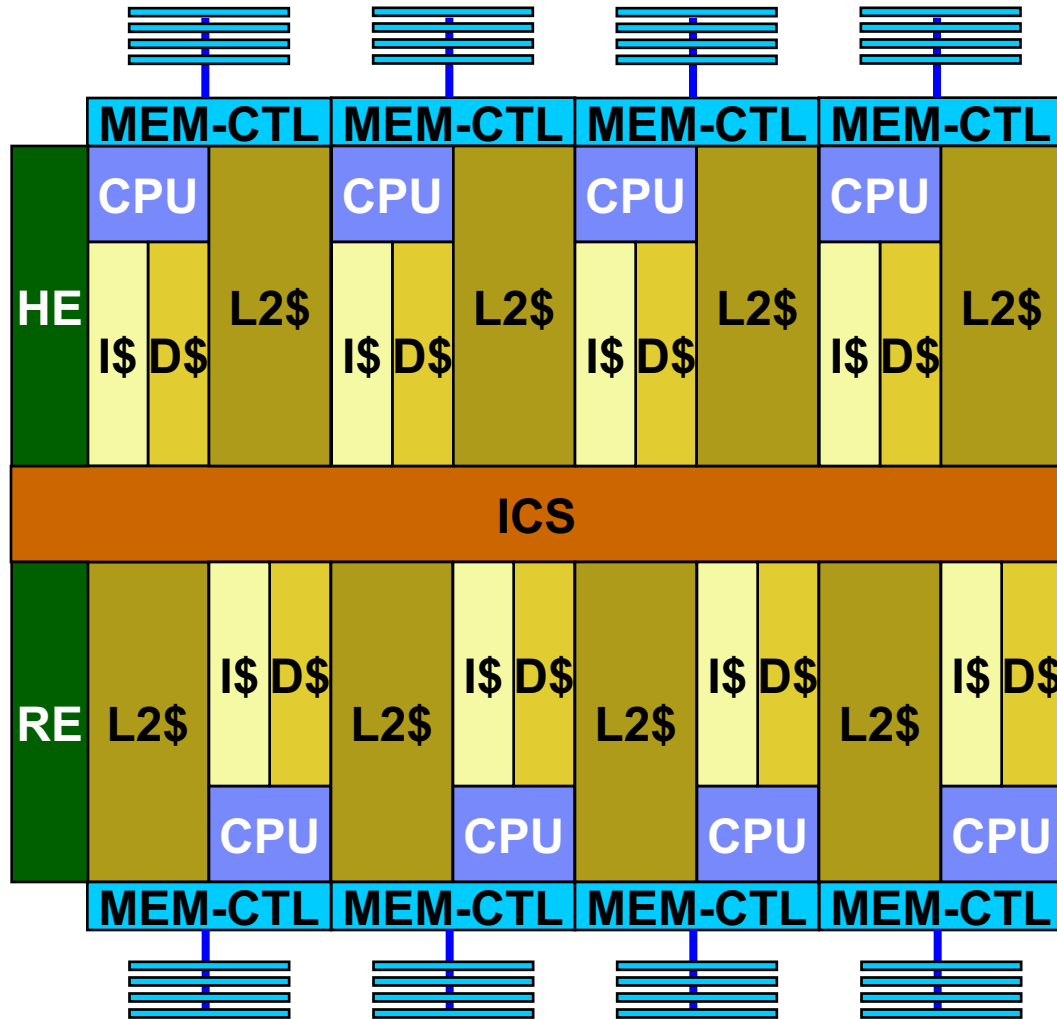 MEM-CTL MEM-CTL MEM-CTL MEM-CTL
CPU CPU CPU CPU
HE L2$ L2$ L2$ L2$
I$ D$ I$ D$ I$ D$ I$ D$
ICS
I$ D$ I$ D$ I$ D$ I$ D$
RE L2$ L2$ L2$ L2$
CPU CPU CPU CPU
MEM-CTL MEM-CTL MEM-CTL MEM-CTL